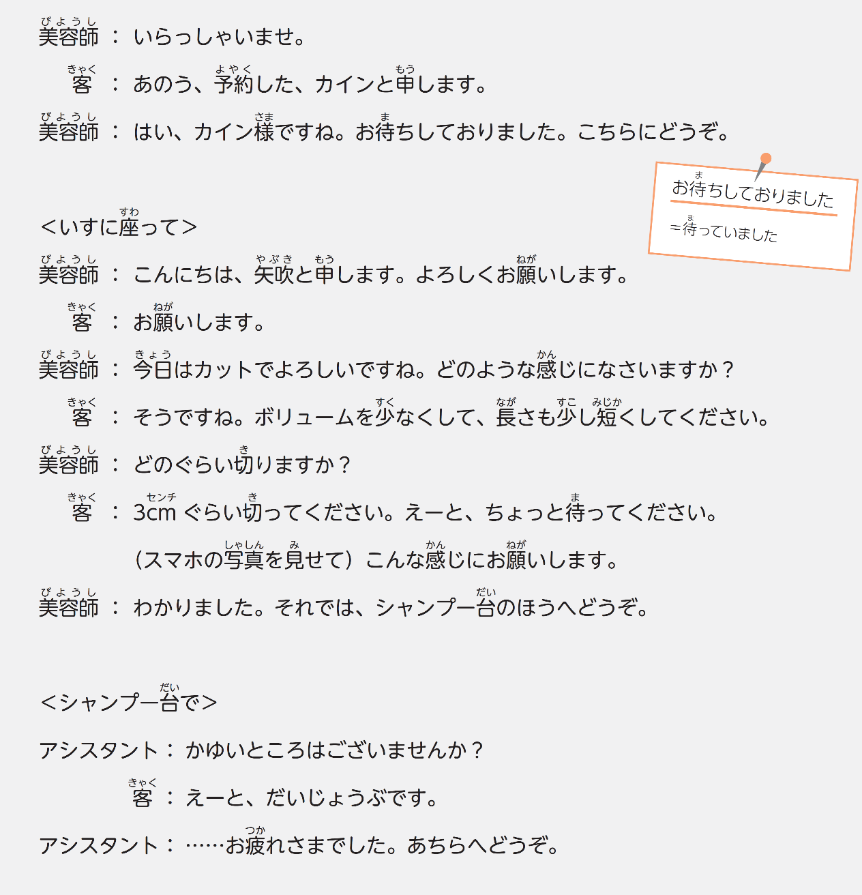 美容師：いらっしゃいませ。
客：あのう、予約した、カインと申します。
美容師：はい、カイン様ですね。お待ちしておりました。こちらにどうぞ。
お待ちしておりました
＝待っていました
＜いすに座って＞
美容師：こんにちは、矢吹と申します。よろしくお願いします。
客：お願いします。
美容師：今日はカットでよろしいですね。どのような感じになさいますか？
客：そうですね。ボリュームを少なくして、長さも少し短くしてください。
美容師：どのぐらい切りますか？
客：3cmぐらい切ってください。えーと、ちょっと待ってください。
（スマホの写真を見せて）こんな感じにお願いします。
美容師：わかりました。それでは、シャンプー台のほうへどうぞ。
＜シャンプー台で＞
アシスタント：かゆいところはございませんか？
客：えーと、だいじょうぶです。
アシスタント：……お疲れさまでした。あちらへどうぞ。